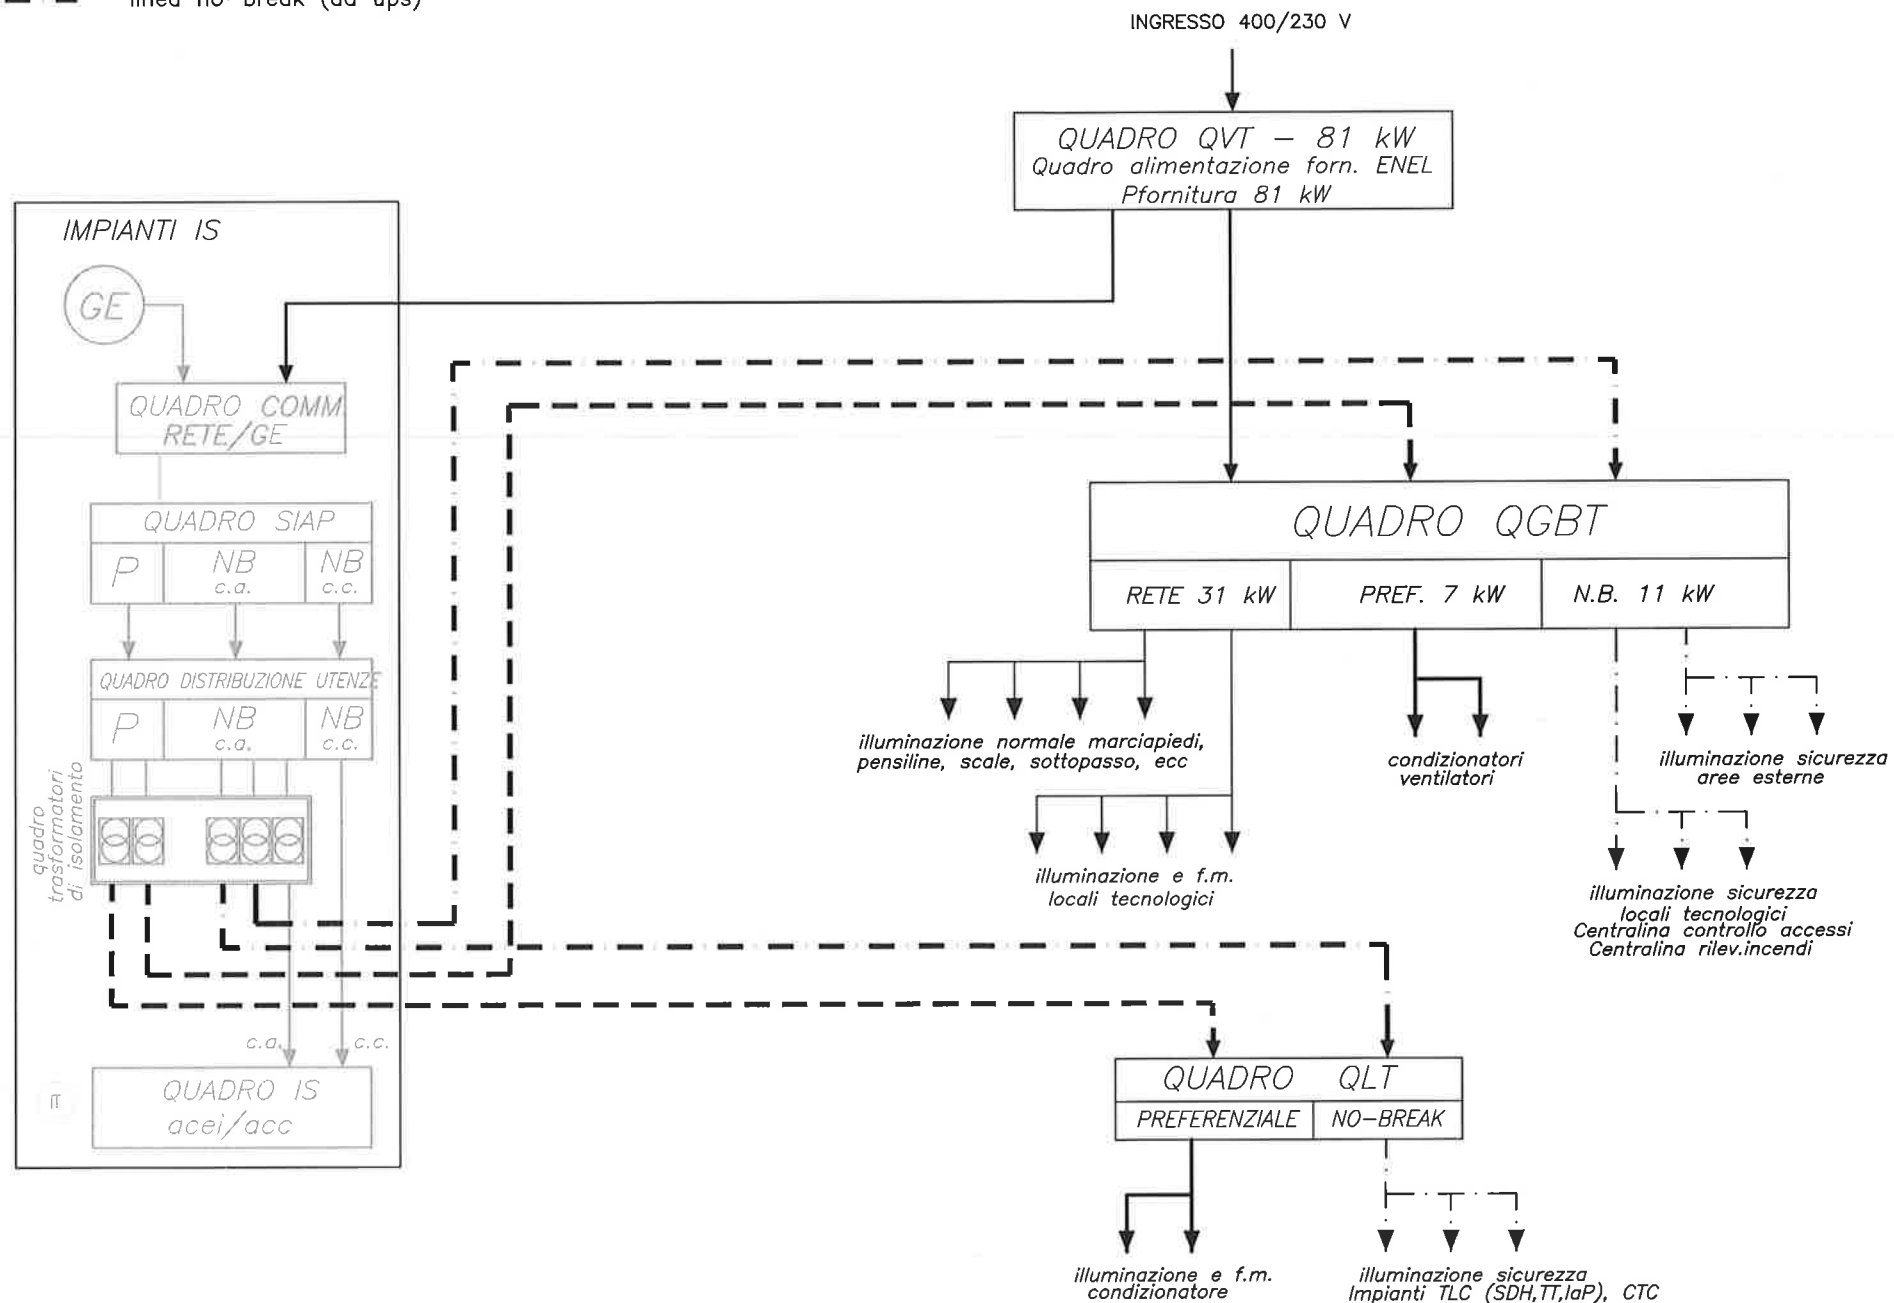 linea no break (da ups)
INGRESSO 400/230 V
QUADRO QVT – 81 kW
Quadro alimentazione forn. ENEL
Pfornitura 81 kW
IMPIANTI IS
GE
QUADRO COMM
RETE/GE
QUADRO SIAP
P
NB
c.a.
NB
c.c.
QUADRO DISTRIBUZIONE UTENZE
P
NB
c.a.
NB
c.c.
quadro
trasformatori
di isolamento
c.a.
c.c.
QUADRO IS
acei/acc
QUADRO QGBT
RETE 31 kW
PREF. 7 kW
N.B. 11 kW
illuminazione normale marciapiedi,
pensiline, scale, sottopasso, ecc
condizionatori
ventilatori
illuminazione sicurezza
aree esterne
illuminazione e f.m.
locali tecnologici
illuminazione sicurezza
locali tecnologici
Centralina controllo accessi
Centralina rilev.incendi
QUADRO QLT
PREFERENZIALE
NO-BREAK
illuminazione e f.m.
condizionatore
illuminazione sicurezza
Impianti TLC (SDH,TT,IaP), CTC